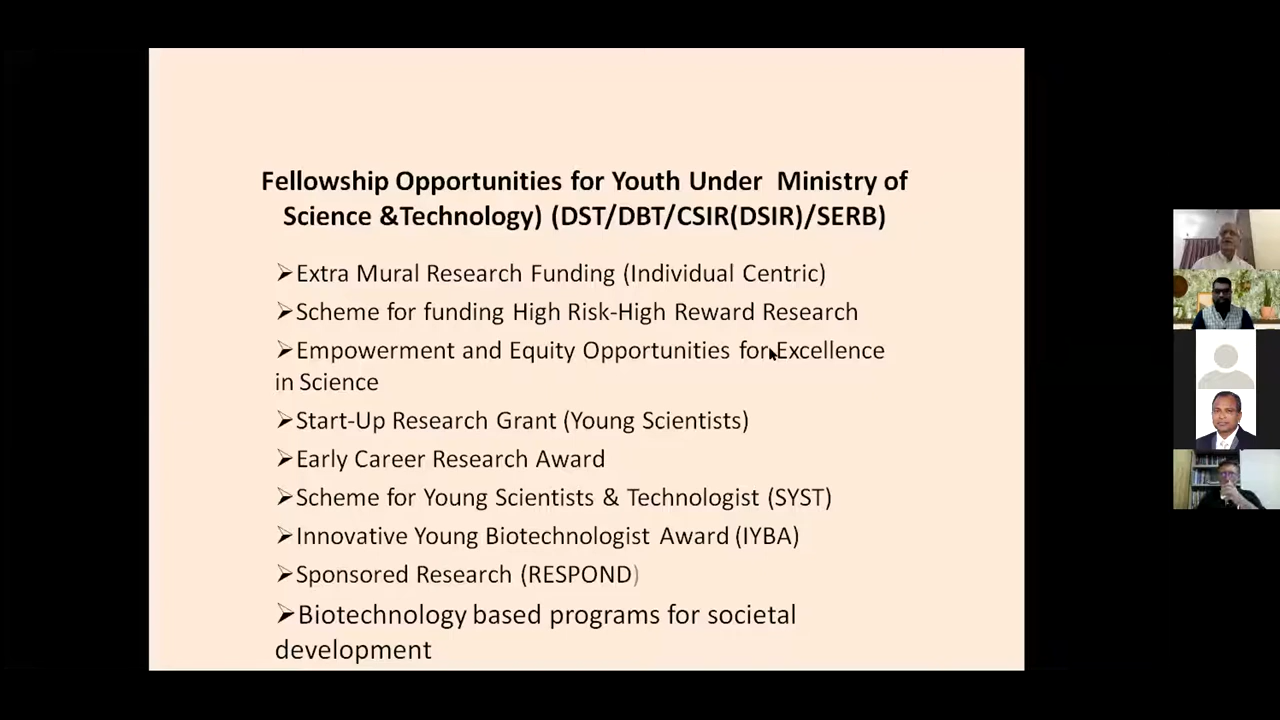 Fellowship Opportunities for Youth Under Ministry of
Science &Technology) (DST/DBT/CSIR(DSIR)/SERB)
➢Extra Mural Research Funding (Individual Centric)
➢Scheme for funding High Risk-High Reward Research
➢Empowerment and Equity Opportunities for Excellence
in Science
➢Start-Up Research Grant (Young Scientists)
➢Early Career Research Award
➢Scheme for Young Scientists & Technologist (SYST)
➢Innovative Young Biotechnologist Award (IYBA)
➢Sponsored Research (RESPOND)
➢Biotechnology based programs for societal
development